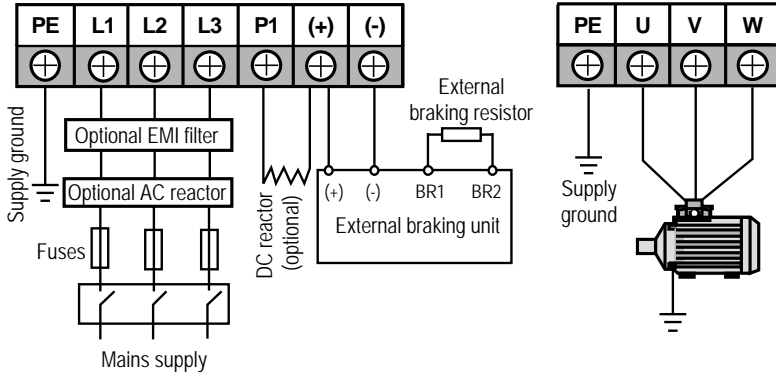 PE L1 L2 L3 P1 (+) (-)
PE U V W
Supply ground
Optional EMI filter
Optional AC reactor
Fuses
Mains supply
DC reactor
(optional)
External
braking resistor
(+) (-) BR1 BR2
External braking unit
Supply
ground